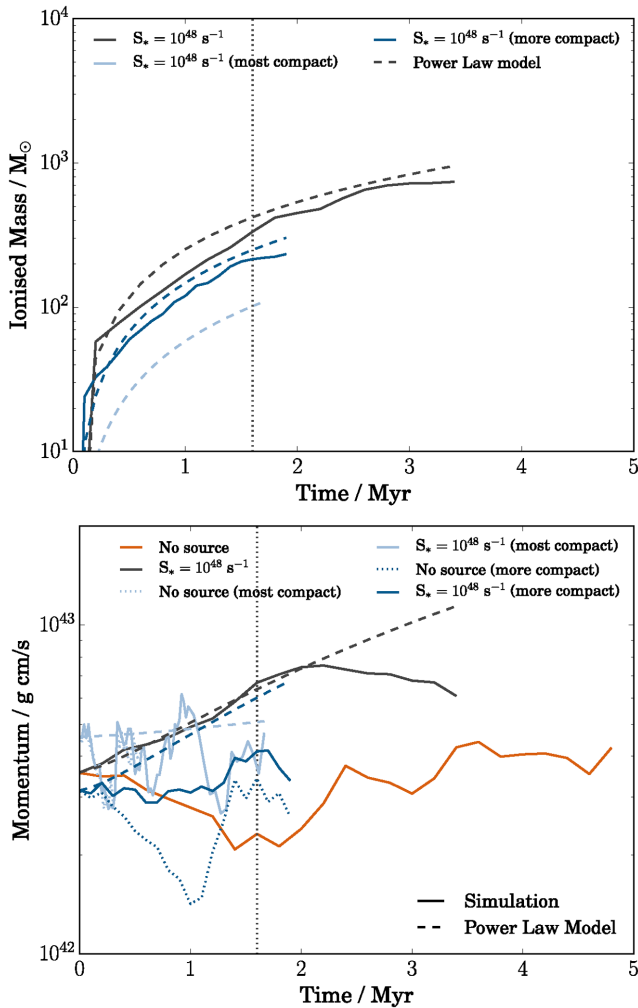 S* = 10^48 s^−1
S* = 10^48 s^−1 (most compact)
S* = 10^48 s^−1 (more compact)
Power Law model
Ionised Mass / M⊙
10^3
10^2
10^1
0 1 2 3 4 5
Time / Myr
No source
S* = 10^48 s^−1
No source (most compact)
S* = 10^48 s^−1 (most compact)
No source (more compact)
S* = 10^48 s^−1 (more compact)
Momentum / g cm/s
10^43
10^42
Simulation
Power Law Model
0 1 2 3 4 5
Time / Myr